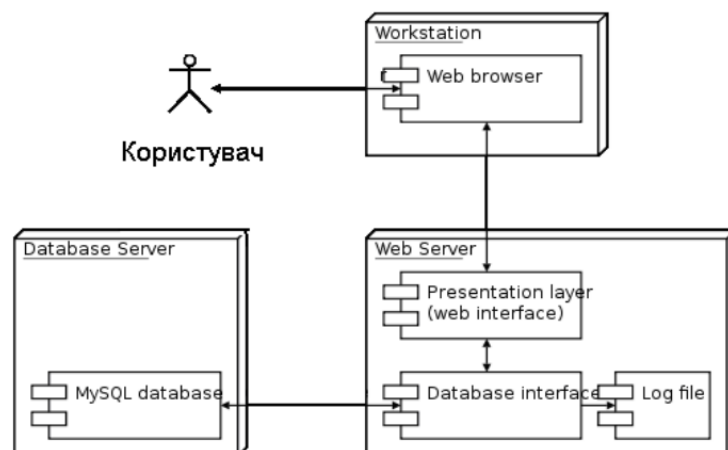 Workstation
Web browser
Користувач
Database Server
Web Server
Presentation layer
(web interface)
MySQL database
Database interface
Log file